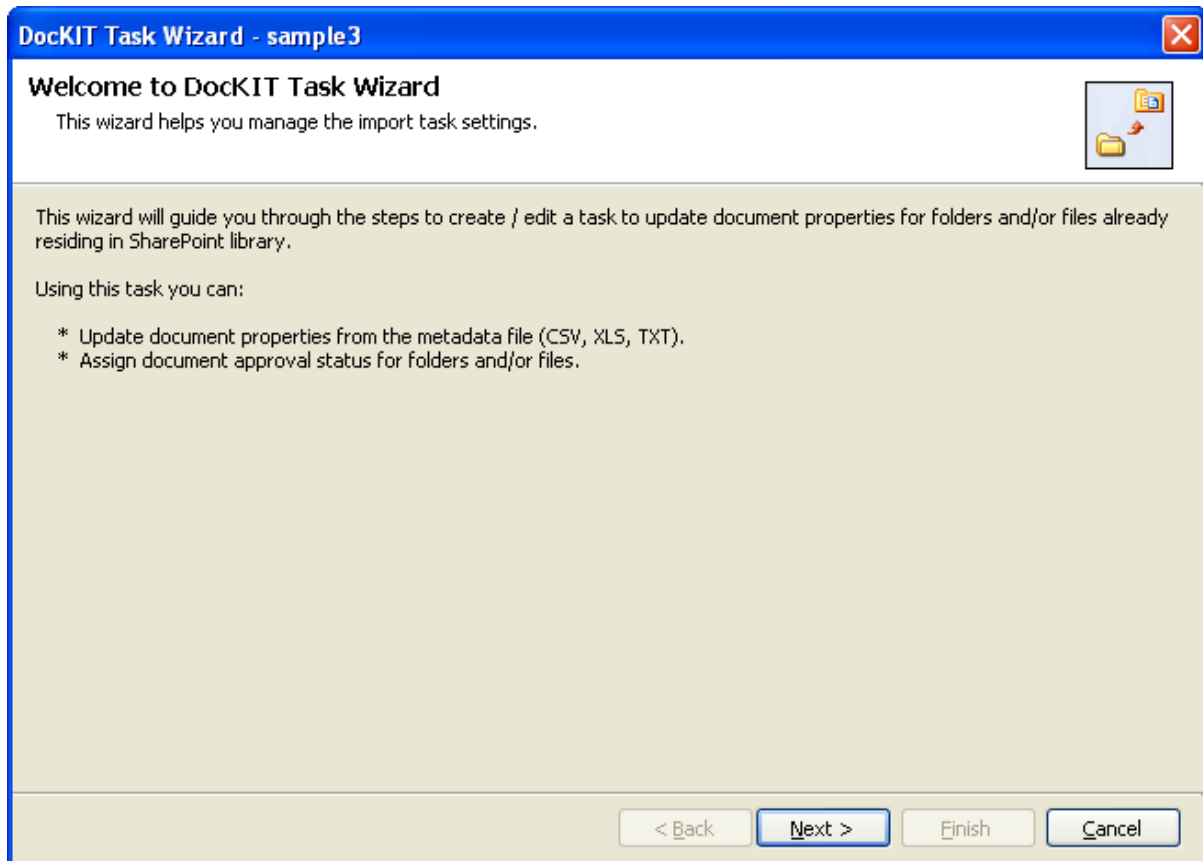 DocKIT Task Wizard - sample3
Welcome to DocKIT Task Wizard
This wizard helps you manage the import task settings.
This wizard will guide you through the steps to create / edit a task to update document properties for folders and/or files already
residing in SharePoint library.
Using this task you can:
* Update document properties from the metadata file (CSV, XLS, TXT).
* Assign document approval status for folders and/or files.
< Back
Next >
Finish
Cancel